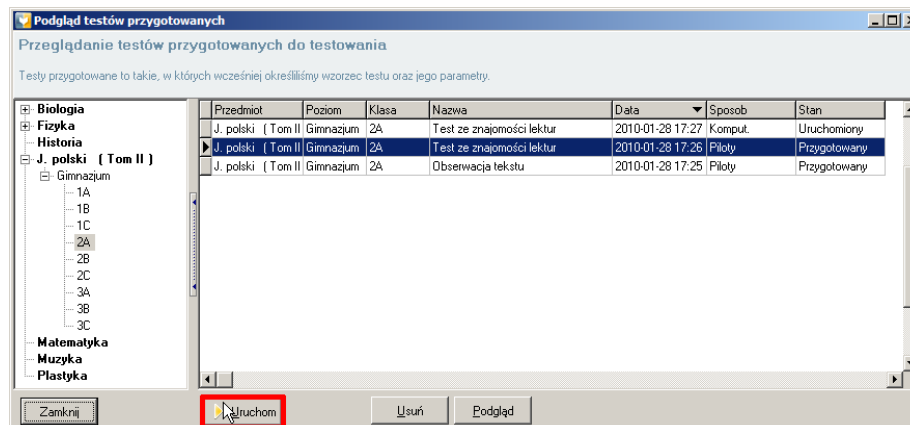 Podgląd testów przygotowanych
Przeglądanie testów przygotowanych do testowania
Testy przygotowane to takie, w których wcześniej określiliśmy wzorzec testu oraz jego parametry.
Biologia
Fizyka
Historia
J. polski ( Tom II )
Gimnazjum
1A
1B
1C
2A
2B
2C
3A
3B
3C
Matematyka
Muzyka
Plastyka
Przedmiot Poziom Klasa Nazwa Data Sposob Stan
J. polski ( Tom II Gimnazjum 2A Test ze znajomości lektur 2010-01-28 17:27 Komput. Uruchomiony
J. polski ( Tom II Gimnazjum 2A Test ze znajomości lektur 2010-01-28 17:26 Piloty Przygotowany
J. polski ( Tom II Gimnazjum 2A Obserwacja tekstu 2010-01-28 17:25 Piloty Przygotowany
Zamknij Uruchom Usuń Podgląd